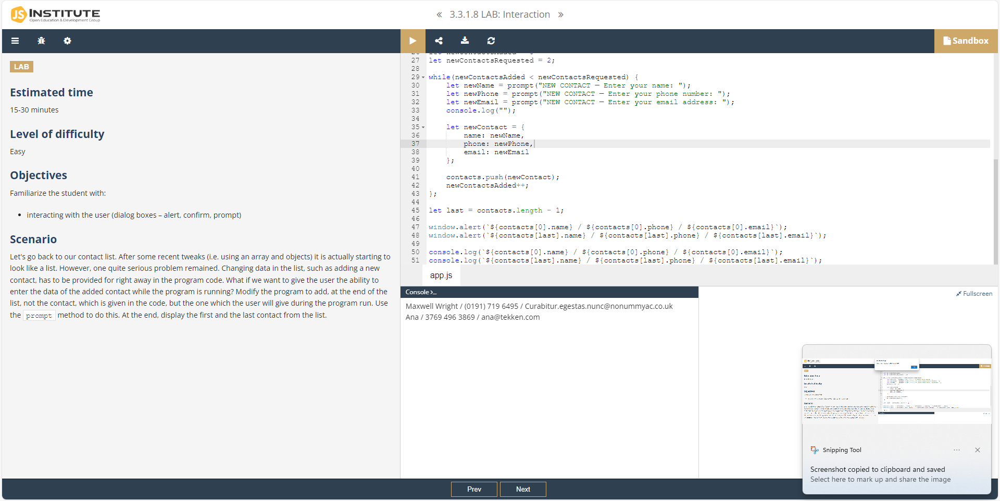 JS INSTITUTE
Open Education & Development Group
« 3.3.1.8 LAB: Interaction »
Sandbox
LAB
Estimated time
15-30 minutes
Level of difficulty
Easy
Objectives
Familiarize the student with:
• interacting with the user (dialog boxes – alert, confirm, prompt)
Scenario
Let's go back to our contact list. After some recent tweaks (i.e. using an array and objects) it is actually starting to
look like a list. However, one quite serious problem remained. Changing data in the list, such as adding a new
contact, has to be provided for right away in the program code. What if we want to give the user the ability to
enter the data of the added contact while the program is running? Modify the program to add, at the end of the
list, not the contact, which is given in the code, but the one which the user will give during the program run. Use
the prompt method to do this. At the end, display the first and the last contact from the list.
27 let newContactsRequested = 2;
28
29 while(newContactsAdded < newContactsRequested) {
30 let newName = prompt("NEW CONTACT — Enter your name: ");
31 let newPhone = prompt("NEW CONTACT — Enter your phone number: ");
32 let newEmail = prompt("NEW CONTACT — Enter your email address: ");
33 console.log("");
34
35 let newContact = {
36 name: newName,
37 phone: newPhone,
38 email: newEmail
39 };
40
41 contacts.push(newContact);
42 newContactsAdded++;
43 };
44
45 let last = contacts.length - 1;
46
47 window.alert(`${contacts[0].name} / ${contacts[0].phone} / ${contacts[0].email}`);
48 window.alert(`${contacts[last].name} / ${contacts[last].phone} / ${contacts[last].email}`);
49
50 console.log(`${contacts[0].name} / ${contacts[0].phone} / ${contacts[0].email}`);
51 console.log(`${contacts[last].name} / ${contacts[last].phone} / ${contacts[last].email}`);
app.js
Console >_
Fullscreen
Maxwell Wright / (0191) 719 6495 / Curabitur.egestas.nunc@nonummyac.co.uk
Ana / 3769 496 3869 / ana@tekken.com
Snipping Tool
Screenshot copied to clipboard and saved
Select here to mark up and share the image
Prev
Next